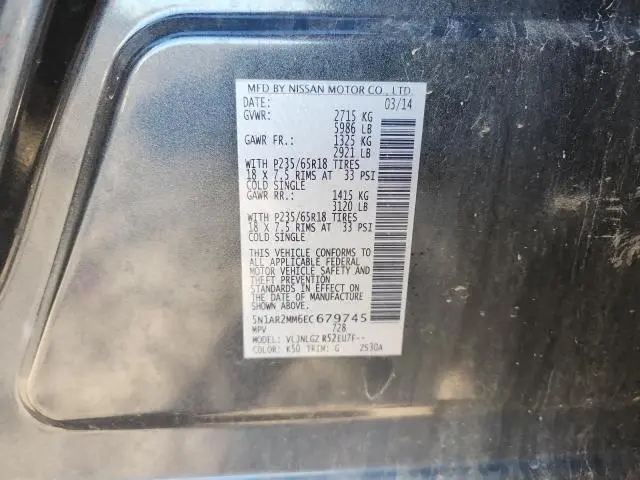 MFD BY NISSAN MOTOR CO., LTD.
DATE: 03/14
GVWR: 2715 KG
5986 LB
GAWR FR.: 1325 KG
2921 LB
WITH P235/65R18 TIRES
18 X 7.5 RIMS AT 33 PSI
COLD SINGLE
GAWR RR.: 1415 KG
3120 LB
WITH P235/65R18 TIRES
18 X 7.5 RIMS AT 33 PSI
COLD SINGLE
THIS VEHICLE CONFORMS TO
ALL APPLICABLE FEDERAL
MOTOR VEHICLE SAFETY AND
THEFT PREVENTION
STANDARDS IN EFFECT ON
THE DATE OF MANUFACTURE
SHOWN ABOVE.
5N1AR2MM6EC679745
MPV 728
MODEL: VLJNLGZ R52EU7F--
COLOR: K50 TRIM: G ZS30A